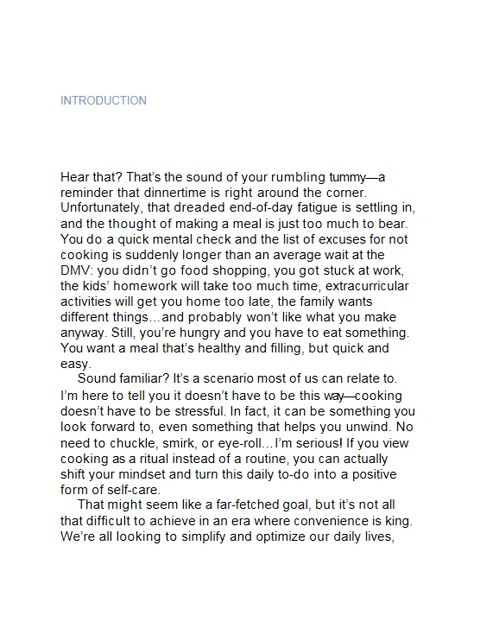 INTRODUCTION
Hear that? That’s the sound of your rumbling tummy—a
reminder that dinnertime is right around the corner.
Unfortunately, that dreaded end-of-day fatigue is settling in,
and the thought of making a meal is just too much to bear.
You do a quick mental check and the list of excuses for not
cooking is suddenly longer than an average wait at the
DMV: you didn’t go food shopping, you got stuck at work,
the kids’ homework will take too much time, extracurricular
activities will get you home too late, the family wants
different things…and probably won’t like what you make
anyway. Still, you’re hungry and you have to eat something.
You want a meal that’s healthy and filling, but quick and
easy.
Sound familiar? It’s a scenario most of us can relate to.
I’m here to tell you it doesn’t have to be this way—cooking
doesn’t have to be stressful. In fact, it can be something you
look forward to, even something that helps you unwind. No
need to chuckle, smirk, or eye-roll…I’m serious! If you view
cooking as a ritual instead of a routine, you can actually
shift your mindset and turn this daily to-do into a positive
form of self-care.
That might seem like a far-fetched goal, but it’s not all
that difficult to achieve in an era where convenience is king.
We’re all looking to simplify and optimize our daily lives,